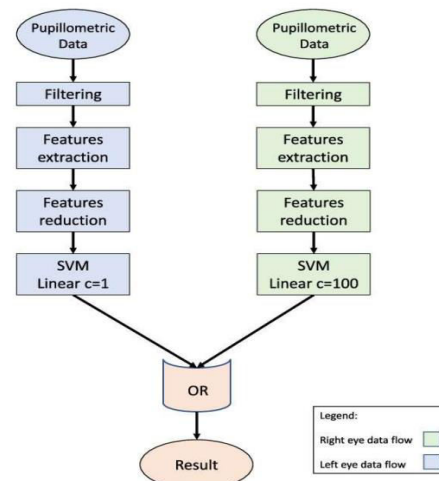 Pupillometric
Data
Filtering
Features
extraction
Features
reduction
SVM
Linear c=1
Pupillometric
Data
Filtering
Features
extraction
Features
reduction
SVM
Linear c=100
OR
Result
Legend:
Right eye data flow
Left eye data flow